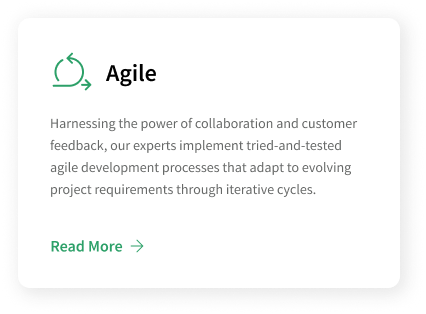 Agile
Harnessing the power of collaboration and customer
feedback, our experts implement tried-and-tested
agile development processes that adapt to evolving
project requirements through iterative cycles.
Read More →